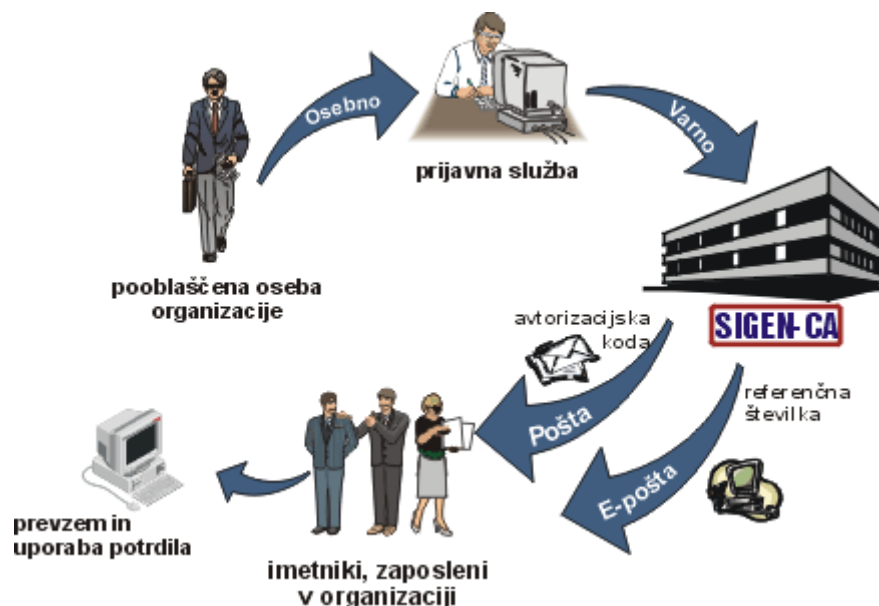 Osebno
prijavna služba
Varno
pooblaščena oseba
organizacije
SIGEN-CA
avtorizacijska
koda
Pošta
referenčna
številka
E-pošta
imetniki, zaposleni
v organizaciji
prevzem in
uporaba potrdila